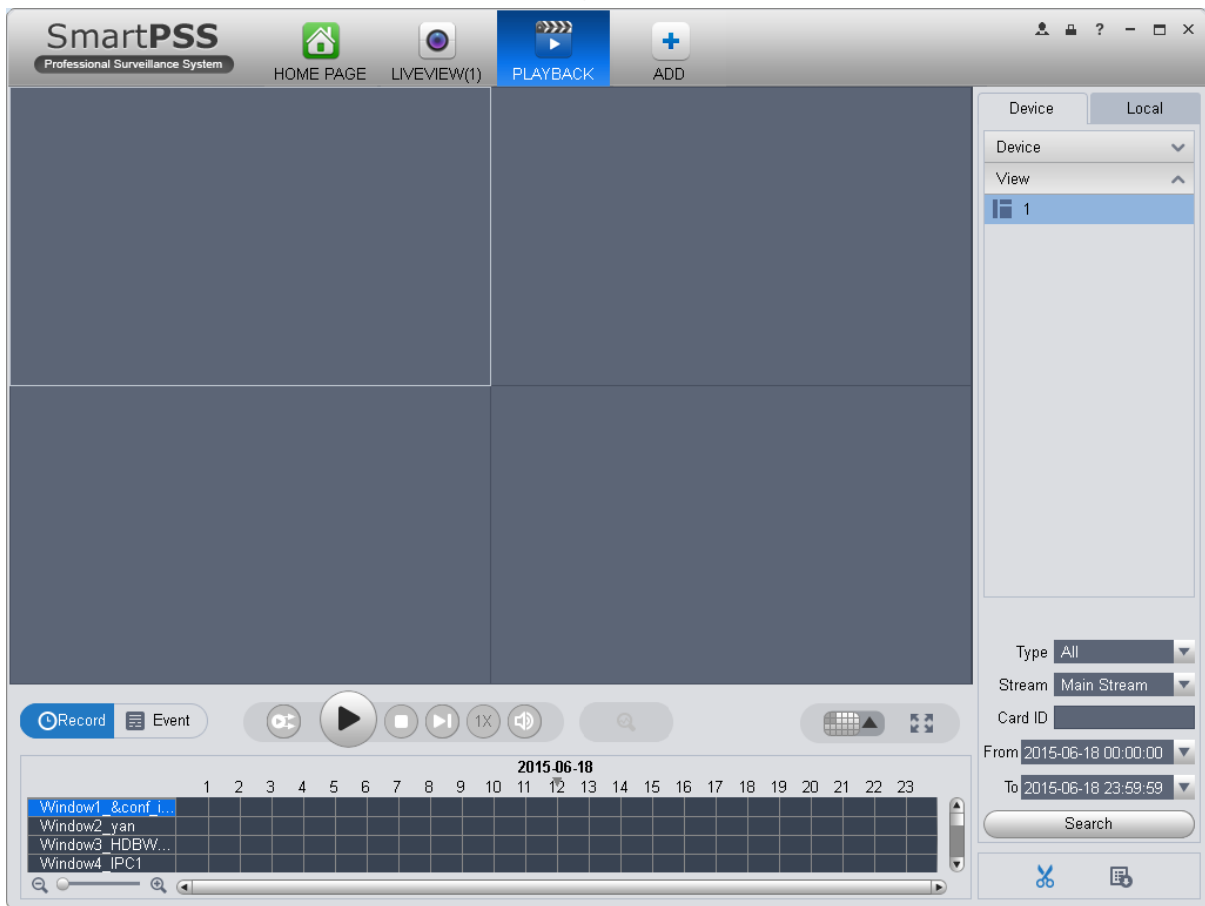 SmartPSS
Professional Surveillance System
HOME PAGE LIVEVIEW(1) PLAYBACK ADD
?
Device Local
Device
View
1
Type All
Stream Main Stream
Card ID
From 2015-06-18 00:00:00
To 2015-06-18 23:59:59
Search
Record Event 1X
2015-06-18
1 2 3 4 5 6 7 8 9 10 11 12 13 14 15 16 17 18 19 20 21 22 23
Window1_&conf_i...
Window2_yan
Window3_HDBW...
Window4_IPC1